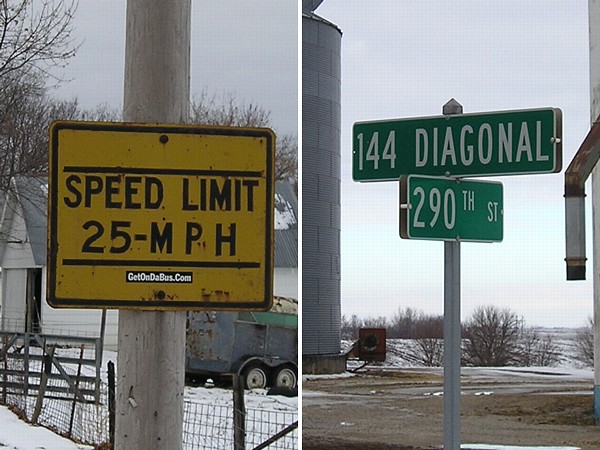 SPEED LIMIT
25-MPH
GetOnDaBus.Com
144 DIAGONAL
290TH ST